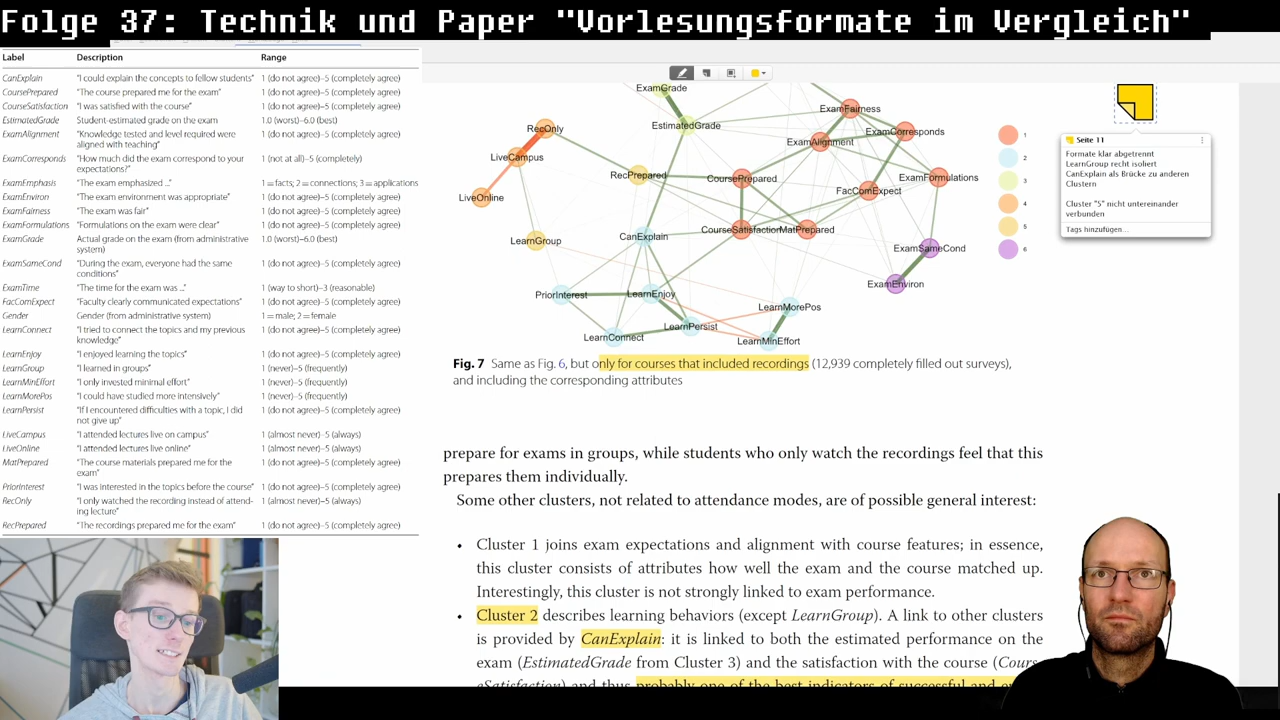 Folge 37: Technik und Paper "Vorlesungsformate im Vergleich"
Label Description Range
CanExplain "I could explain the concepts to fellow students" 1 (do not agree)–5 (completely agree)
CoursePrepared "The course prepared me for the exam" 1 (do not agree)–5 (completely agree)
CourseSatisfaction "I was satisfied with the course" 1 (do not agree)–5 (completely agree)
EstimatedGrade Student-estimated grade on the exam 1.0 (worst)–6.0 (best)
ExamAlignment "Knowledge tested and level required were 1 (do not agree)–5 (completely agree)
aligned with teaching"
ExamCorresponds "How much did the exam correspond to your 1 (not at all)–5 (completely)
expectations?"
ExamEmphasis "The exam emphasized ..." 1 = facts; 2 = connections; 3 = applications
ExamEnviron "The exam environment was appropriate" 1 (do not agree)–5 (completely agree)
ExamFairness "The exam was fair" 1 (do not agree)–5 (completely agree)
ExamFormulations "Formulations on the exam were clear" 1 (do not agree)–5 (completely agree)
ExamGrade Actual grade on the exam (from administrative 1.0 (worst)–6.0 (best)
system)
ExamSameCond "During the exam, everyone had the same 1 (do not agree)–5 (completely agree)
conditions"
ExamTime "The time for the exam was ..." 1 (way to short)–3 (reasonable)
FacComExpect "Faculty clearly communicated expectations" 1 (do not agree)–5 (completely agree)
Gender Gender (from administrative system) 1 = male; 2 = female
LearnConnect "I tried to connect the topics and my previous 1 (do not agree)–5 (completely agree)
knowledge"
LearnEnjoy "I enjoyed learning the topics" 1 (do not agree)–5 (completely agree)
LearnGroup "I learned in groups" 1 (never)–5 (frequently)
LearnMinEffort "I only invested minimal effort" 1 (never)–5 (frequently)
LearnMorePos "I could have studied more intensively" 1 (never)–5 (frequently)
LearnPersist "If I encountered difficulties with a topic, I did 1 (do not agree)–5 (completely agree)
not give up"
LiveCampus "I attended lectures live on campus" 1 (almost never)–5 (always)
LiveOnline "I attended lectures live online" 1 (almost never)–5 (always)
MatPrepared "The course materials prepared me for the 1 (do not agree)–5 (completely agree)
exam"
PriorInterest "I was interested in the topics before the course" 1 (do not agree)–5 (completely agree)
RecOnly "I only watched the recording instead of attend- 1 (almost never)–5 (always)
ing lecture"
RecPrepared "The recordings prepared me for the exam" 1 (do not agree)–5 (completely agree)
ExamGrade
EstimatedGrade
ExamFairness
RecOnly
ExamAlignment
ExamCorresponds
LiveCampus
RecPrepared
CoursePrepared
ExamFormulations
FacComExpect
LiveOnline
CourseSatisfaction
MatPrepared
LearnGroup
CanExplain
ExamSameCond
ExamEnviron
PriorInterest
LearnEnjoy
LearnMorePos
LearnPersist
LearnConnect
LearnMinEffort
1
2
3
4
5
6
Seite 11
Formate klar abgetrennt
LearnGroup recht isoliert
CanExplain als Brücke zu anderen
Clustern
Cluster "5" nicht untereinander
verbunden
Tags hinzufügen...
Fig. 7 Same as Fig. 6, but only for courses that included recordings (12,939 completely filled out surveys),
and including the corresponding attributes
prepare for exams in groups, while students who only watch the recordings feel that this
prepares them individually.
Some other clusters, not related to attendance modes, are of possible general interest:
• Cluster 1 joins exam expectations and alignment with course features; in essence,
this cluster consists of attributes how well the exam and the course matched up.
Interestingly, this cluster is not strongly linked to exam performance.
• Cluster 2 describes learning behaviors (except LearnGroup). A link to other clusters
is provided by CanExplain: it is linked to both the estimated performance on the
exam (EstimatedGrade from Cluster 3) and the satisfaction with the course (Cours-
eSatisfaction) and thus probably one of the best indicators of successful and